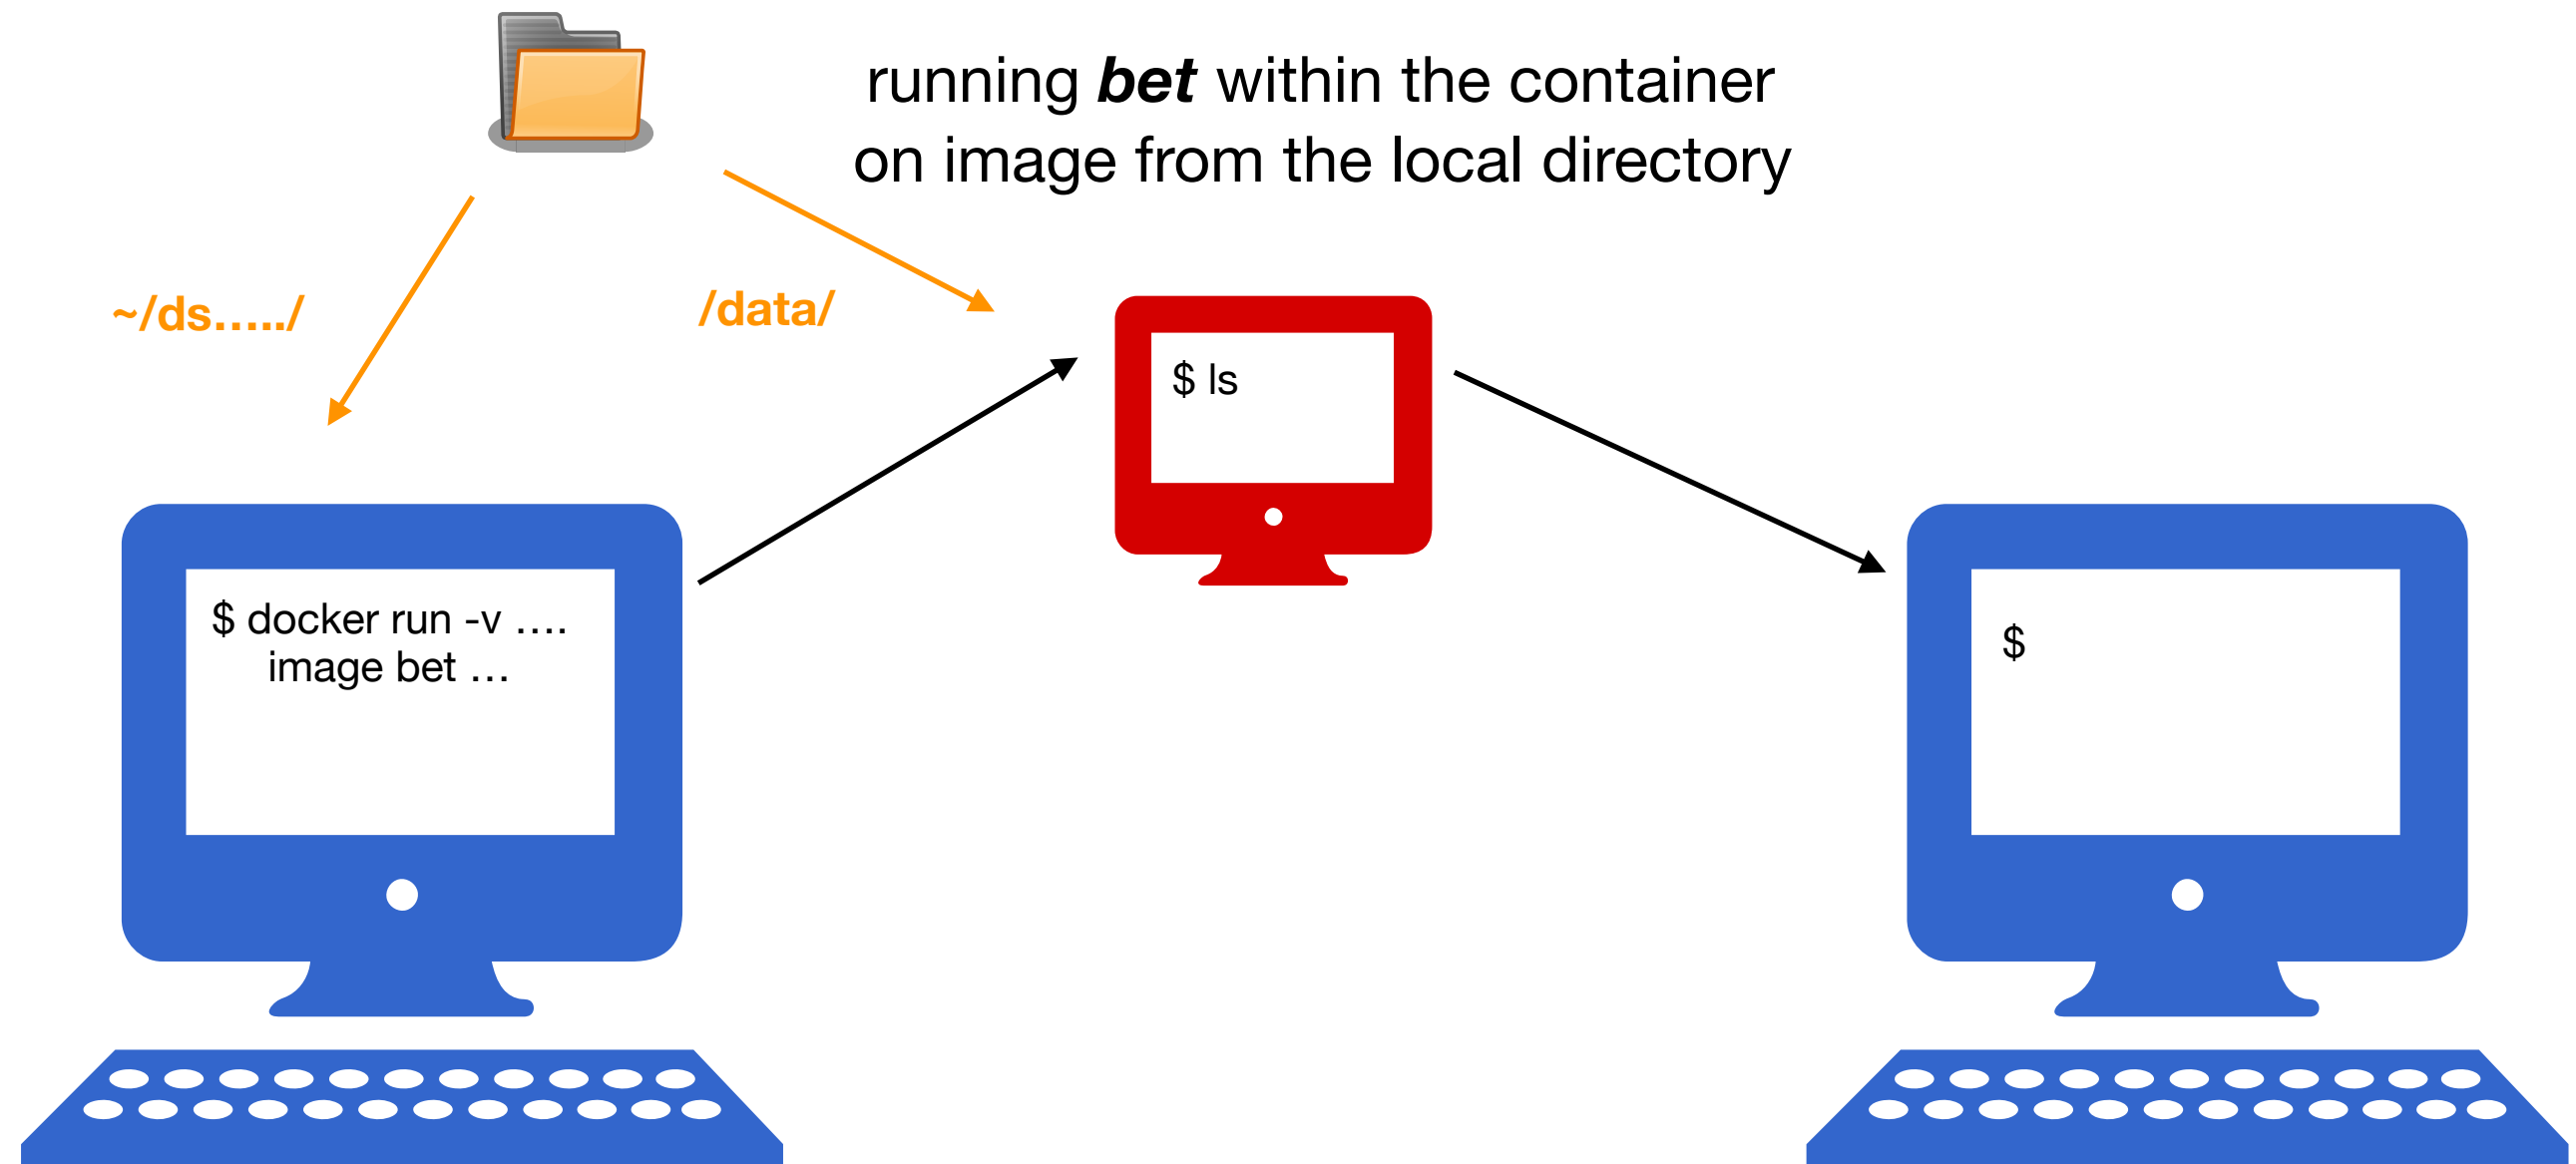 running bet within the container
on image from the local directory
~/ds…../
/data/
$ ls
$ docker run -v ….
image bet …
$